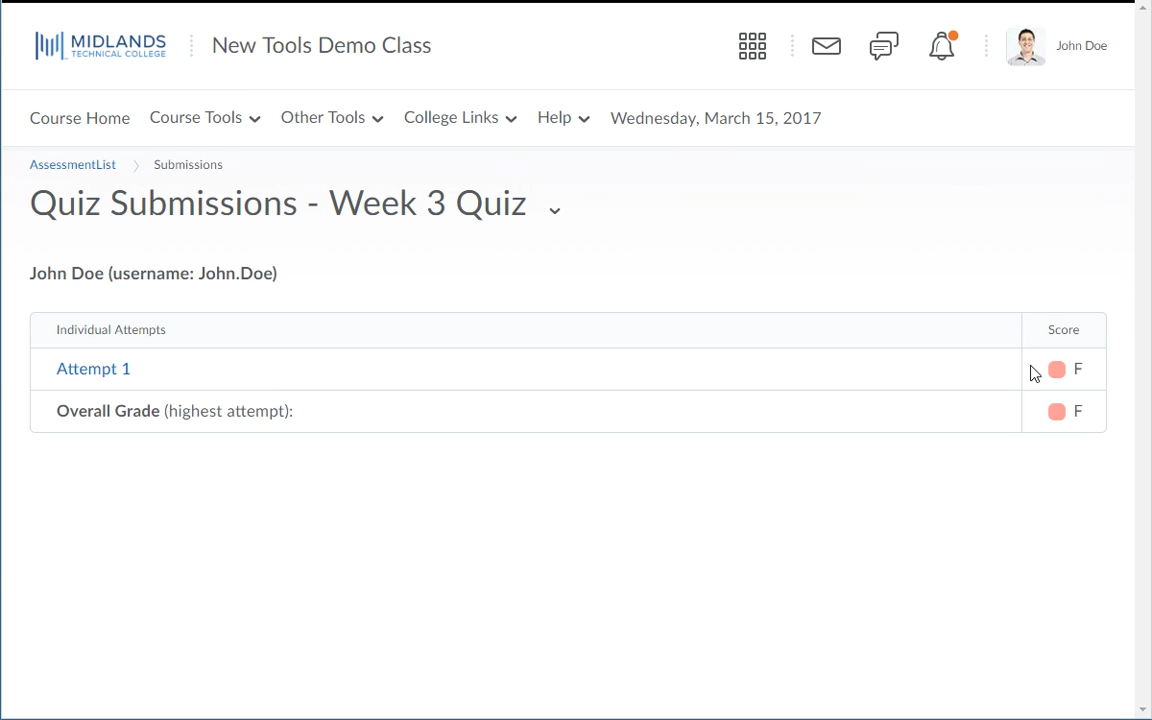 MIDLANDS
TECHNICAL COLLEGE
New Tools Demo Class
John Doe
Course Home Course Tools Other Tools College Links Help Wednesday, March 15, 2017
AssessmentList Submissions
Quiz Submissions - Week 3 Quiz
John Doe (username: John.Doe)
Individual Attempts Score
Attempt 1 F
Overall Grade (highest attempt): F